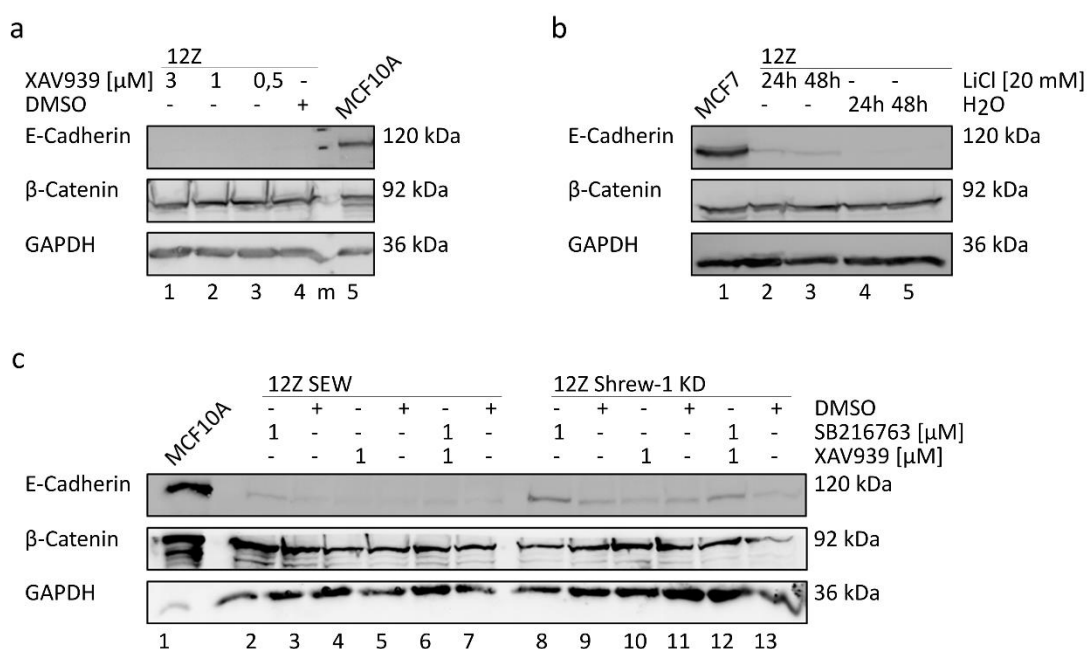 a
12Z
XAV939 [µM] 3 1 0,5 - MCF10A
DMSO - - - +
E-Cadherin 120 kDa
β-Catenin 92 kDa
GAPDH 36 kDa
1 2 3 4 m 5
b
12Z
MCF7 24h 48h - - LiCl [20 mM]
- - 24h 48h H2O
E-Cadherin 120 kDa
β-Catenin 92 kDa
GAPDH 36 kDa
1 2 3 4 5
c
12Z SEW 12Z Shrew-1 KD
MCF10A - + - + - + - + - + - + DMSO
1 - - - 1 - 1 - - - 1 - SB216763 [µM]
- - 1 - 1 - - - 1 - 1 - XAV939 [µM]
E-Cadherin 120 kDa
β-Catenin 92 kDa
GAPDH 36 kDa
1 2 3 4 5 6 7 8 9 10 11 12 13